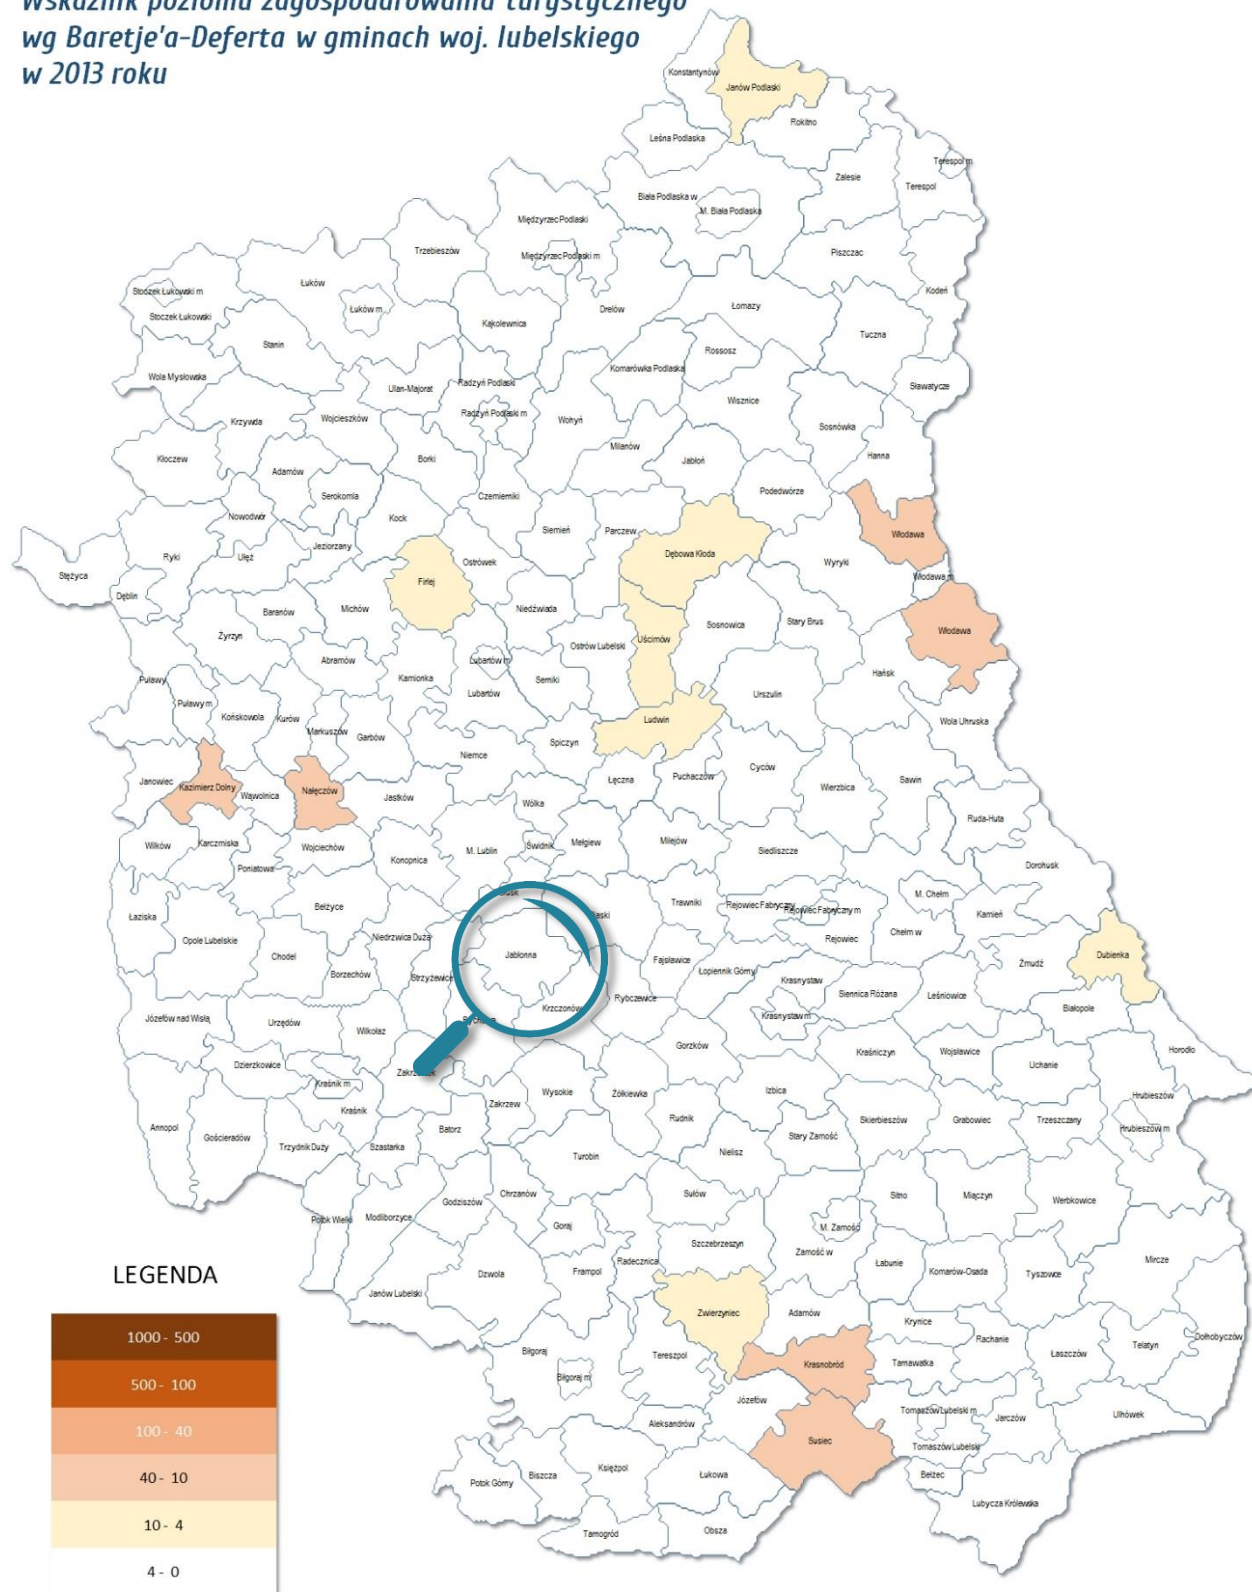 Wskaźnik poziomu zagospodarowania turystycznego
wg Baretje'a-Deferta w gminach woj. lubelskiego
w 2013 roku
Konstantynów
Janów Podlaski
Rokitno
Leśna Podlaska
Terespol m
Zalesie
Terespol
Biała Podlaska w
M. Biała Podlaska
Międzyrzec Podlaski
Trzebieszów
Międzyrzec Podlaski m
Piszczac
Łuków
Stoczek Łukowski m
Kodeń
Łuków m
Drelów
Łomazy
Stoczek Łukowski
Kąkolewnica
Tuczna
Stanin
Rossosz
Komarówka Podlaska
Wola Mysłowska
Ulan-Majorat
Radzyń Podlaski
Sławatycze
Wisznice
Krzywda
Wojcieszków
Radzyń Podlaski m
Wohyń
Sosnówka
Milanów
Hanna
Kłoczew
Borki
Jabłoń
Adamów
Serokomla
Czemierniki
Podedwórze
Nowodwór
Kock
Siemień
Parczew
Włodawa
Jeziorzany
Ryki
Ułęż
Dębowa Kłoda
Ostrówek
Wyryki
Stężyca
Firlej
Włodawa m
Dęblin
Baranów
Michów
Niedźwiada
Sosnowica
Stary Brus
Włodawa
Żyrzyn
Uścimów
Ostrów Lubelski
Abramów
Lubartów m
Hańsk
Puławy
Kamionka
Serniki
Lubartów
Urszulin
Puławy m
Końskowola
Kurów
Ludwin
Wola Uhruska
Markuszów
Garbów
Spiczyn
Niemce
Cyców
Janowiec
Łęczna
Puchaczów
Sawin
Kazimierz Dolny
Nałęczów
Wierzbica
Wąwolnica
Jastków
Wólka
Ruda-Huta
Wilków
Karczmiska
Wojciechów
M. Lublin
Świdnik
Mełgiew
Milejów
Siedliszcze
Konopnica
Dorohusk
Poniatowa
M. Chełm
Bełżyce
Trawniki
Rejowiec Fabryczny
Rejowiec Fabryczny m
Kamień
Łaziska
Chełm w
Opole Lubelskie
Niedrzwica Duża
Rejowiec
Chodel
Jabłonna
Dubienka
Fajsławice
Żmudź
Borzechów
Strzyżewice
Łopiennik Górny
Krasnystaw
Siennica Różana
Leśniowice
Rybczewice
Krzczonów
Białopole
Józefów nad Wisłą
Urzędów
Wilkołaz
Krasnystaw m
Gorzków
Kraśniczyn
Wojsławice
Horodło
Dzierzkowice
Uchanie
Kraśnik m
Wysokie
Żółkiewka
Izbica
Hrubieszów
Zakrzew
Kraśnik
Rudnik
Skierbieszów
Grabowiec
Trzeszczany
Annopol
Gościeradów
Batorz
Stary Zamość
Hrubieszów m
Trzydnik Duży
Szastarka
Turobin
Nielisz
Chrzanów
Sułów
Sitno
Miączyn
Werbkowice
Godziszów
Potok Wielki
Modliborzyce
Goraj
M. Zamość
Szczebrzeszyn
Zamość w
Radecznica
Łabunie
Komarów-Osada
Tyszowce
Mircze
Dzwola
Frampol
Janów Lubelski
Zwierzyniec
Adamów
Krynice
Rachanie
Dołhobyczów
Biłgoraj
Tereszpol
Krasnobród
Tarnawatka
Łaszczów
Telatyn
Biłgoraj m
Józefów
Aleksandrów
Tomaszów Lubelski m
Jarczów
Ulhówek
Susiec
Tomaszów Lubelski
Księżpol
Łukowa
Bełżec
Potok Górny
Biszcza
Lubycza Królewska
Tarnogród
Obsza
LEGENDA
1000 - 500
500 - 100
100 - 40
40 - 10
10 - 4
4 - 0